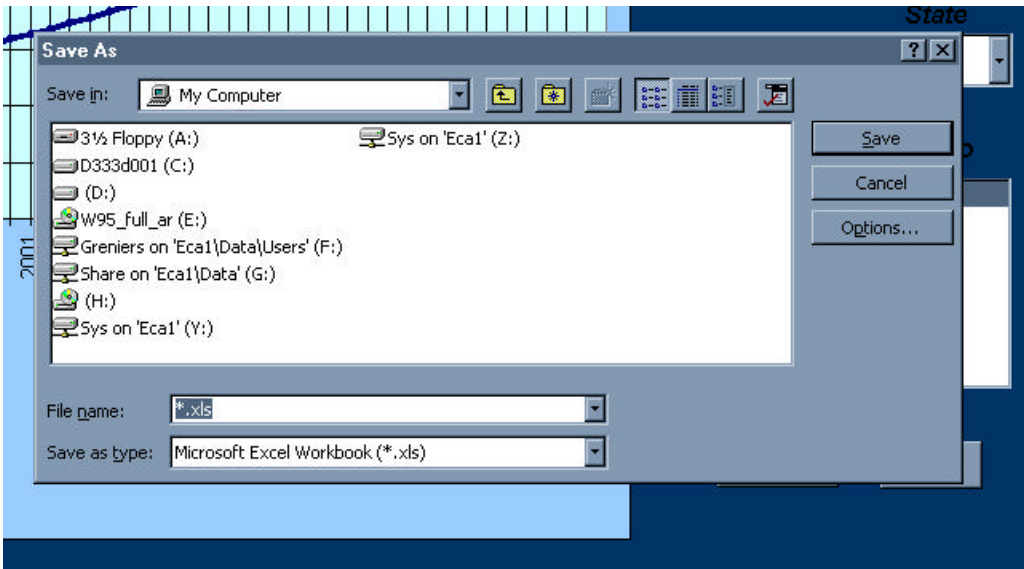 State
Save As
Save in:
My Computer
3½ Floppy (A:)
D333d001 (C:)
(D:)
W95_full_ar (E:)
Greniers on 'Eca1\Data\Users' (F:)
Share on 'Eca1\Data' (G:)
(H:)
Sys on 'Eca1' (Y:)
Sys on 'Eca1' (Z:)
Save
Cancel
Options...
2001
File name:
*.xls
Save as type:
Microsoft Excel Workbook (*.xls)